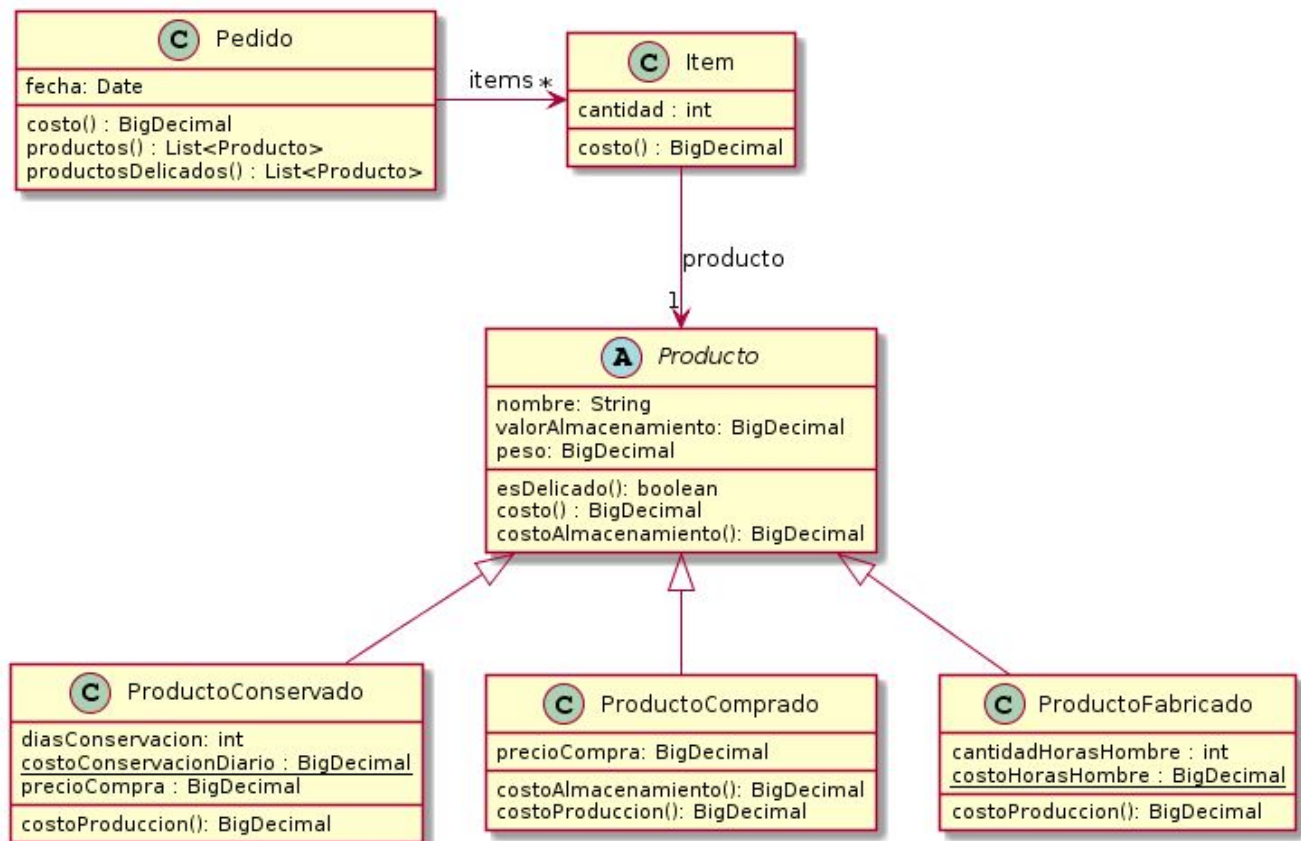 C Pedido
fecha: Date
costo() : BigDecimal
productos() : List<Producto>
productosDelicados() : List<Producto>
items *
C Item
cantidad : int
costo() : BigDecimal
producto
1
A Producto
nombre: String
valorAlmacenamiento: BigDecimal
peso: BigDecimal
esDelicado(): boolean
costo() : BigDecimal
costoAlmacenamiento(): BigDecimal
C ProductoConservado
diasConservacion: int
costoConservacionDiario : BigDecimal
precioCompra : BigDecimal
costoProduccion(): BigDecimal
C ProductoComprado
precioCompra: BigDecimal
costoAlmacenamiento(): BigDecimal
costoProduccion(): BigDecimal
C ProductoFabricado
cantidadHorasHombre : int
costoHorasHombre : BigDecimal
costoProduccion(): BigDecimal